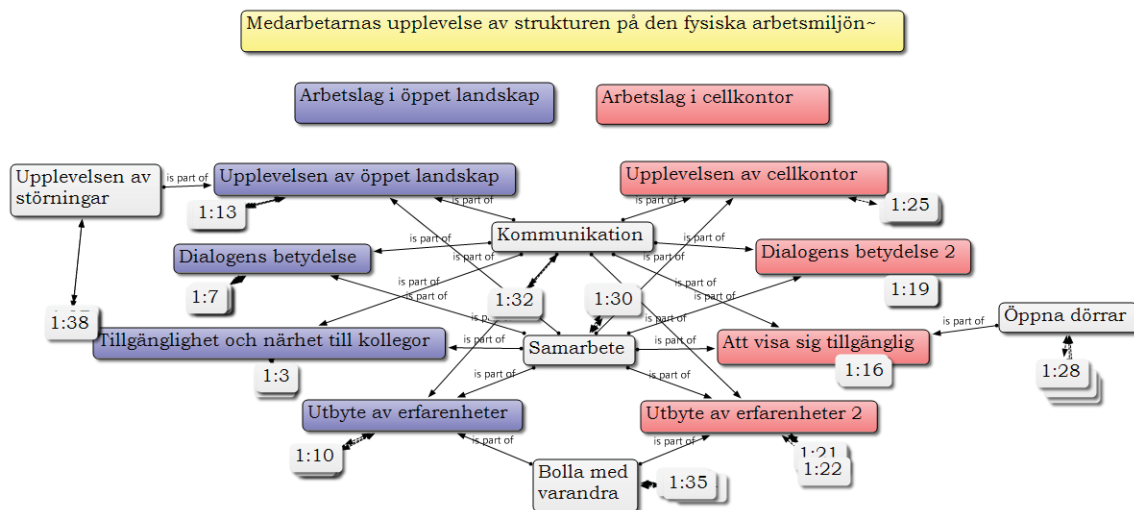 Medarbetarnas upplevelse av strukturen på den fysiska arbetsmiljön~
Arbetslag i öppet landskap
Arbetslag i cellkontor
Upplevelsen av
störningar
is part of
Upplevelsen av öppet landskap
Upplevelsen av cellkontor
1:13
1:25
is part of
is part of
Kommunikation
Dialogens betydelse
is part of
is part of
Dialogens betydelse 2
1:7
is part of
is part of
is part of
is part of
1:32
1:30
1:19
1:38
Öppna dörrar
is part of
Tillgänglighet och närhet till kollegor
is part of
Samarbete
is part of
Att visa sig tillgänglig
1:3
1:16
1:28
is part of
is part of
Utbyte av erfarenheter
Utbyte av erfarenheter 2
is part of
is part of
1:10
1:21
1:22
Bolla med
varandra
1:35